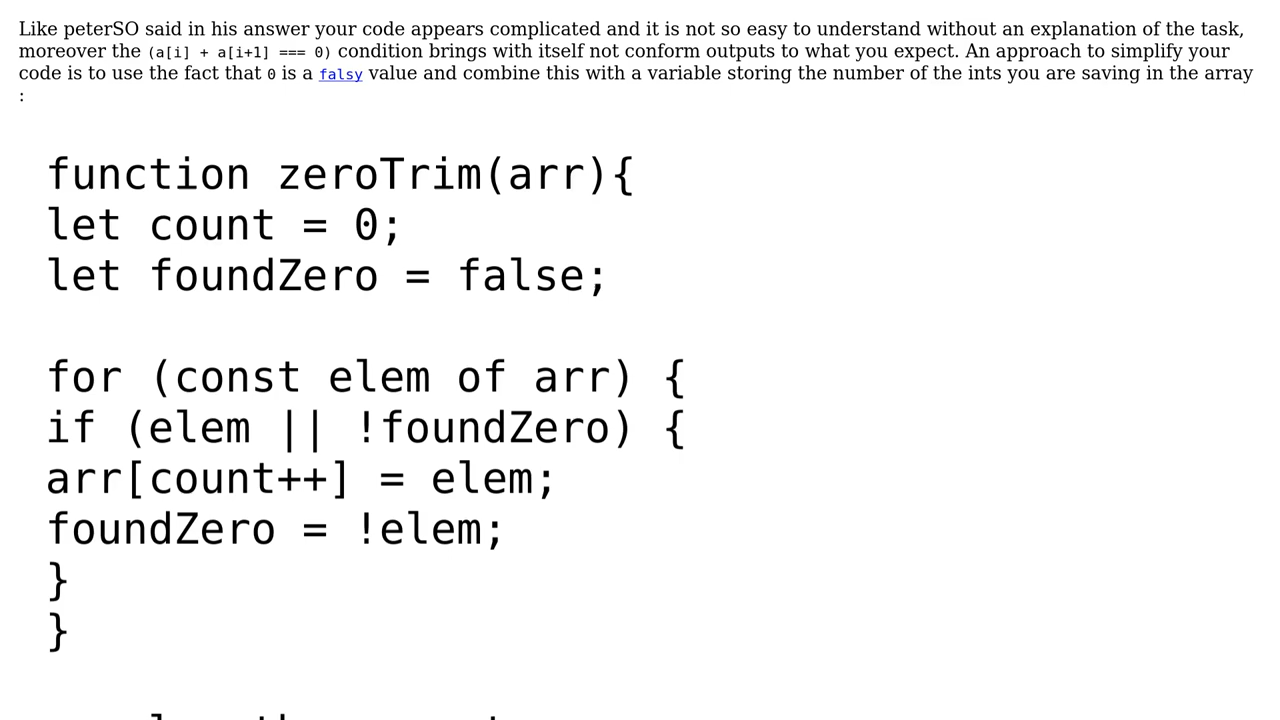 Like peterSO said in his answer your code appears complicated and it is not so easy to understand without an explanation of the task,
moreover the (a[i] + a[i+1] === 0) condition brings with itself not conform outputs to what you expect. An approach to simplify your
code is to use the fact that 0 is a falsy value and combine this with a variable storing the number of the ints you are saving in the array
:
function zeroTrim(arr){
let count = 0;
let foundZero = false;
for (const elem of arr) {
if (elem || !foundZero) {
arr[count++] = elem;
foundZero = !elem;
}
}